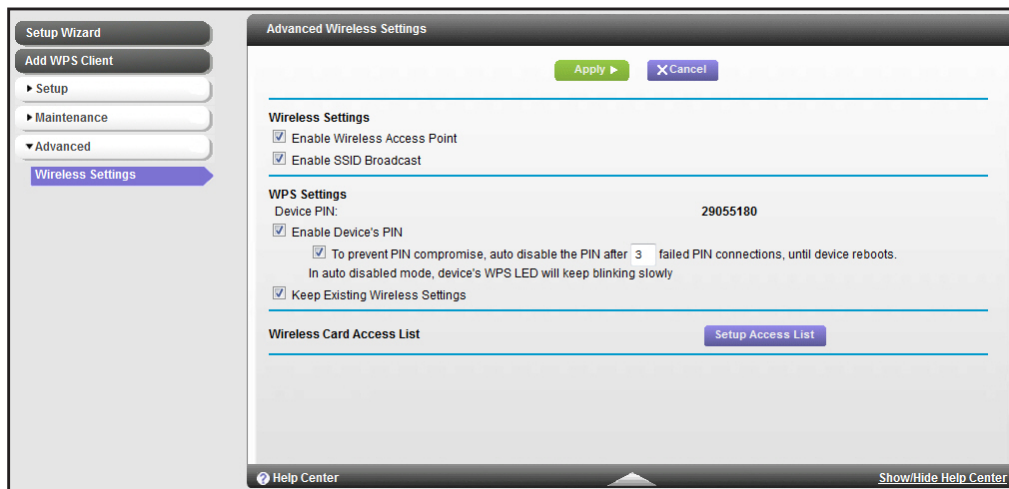 Setup Wizard
Add WPS Client
Setup
Maintenance
Advanced
Wireless Settings
Advanced Wireless Settings
Apply
Cancel
Wireless Settings
Enable Wireless Access Point
Enable SSID Broadcast
WPS Settings
Device PIN: 29055180
Enable Device's PIN
To prevent PIN compromise, auto disable the PIN after 3 failed PIN connections, until device reboots.
In auto disabled mode, device's WPS LED will keep blinking slowly
Keep Existing Wireless Settings
Wireless Card Access List Setup Access List
Help Center Show/Hide Help Center